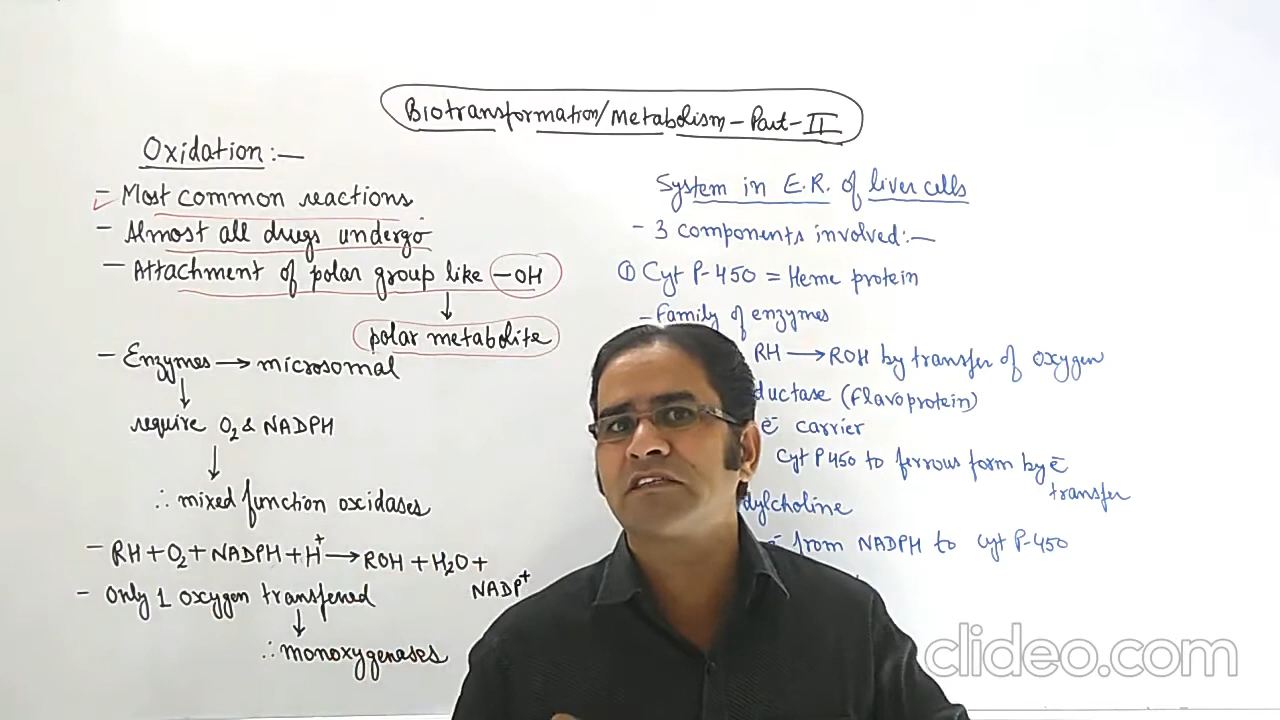 Biotransformation/Metabolism – Part-II
Oxidation:—
– Most common reactions
– Almost all drugs undergo
– Attachment of polar group like –OH
↓
polar metabolite
– Enzymes → microsomal
↓
require O₂ & NADPH
↓
∴ mixed function oxidases
– RH + O₂ + NADPH + H⁺ → ROH + H₂O +
NADP⁺
– Only 1 oxygen transferred
↓
∴ monoxygenases
System in E.R. of liver cells
– 3 components involved:—
① Cyt P-450 = Heme protein
– Family of enzymes
RH → ROH by transfer of oxygen
ductase (Flavoprotein)
e⁻ carrier
Cyt P450 to ferrous form by e⁻
transfer
dylcholine
e⁻ from NADPH to Cyt P-450
clideo.com